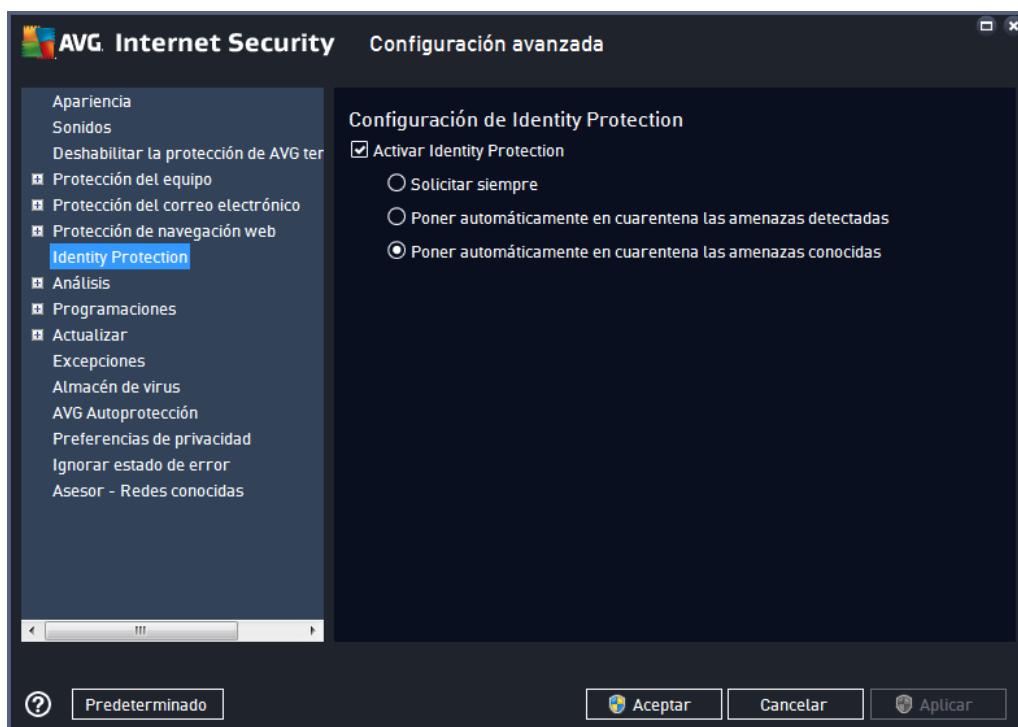 AVG. Internet Security Configuración avanzada
Apariencia
Sonidos
Deshabilitar la protección de AVG ter
Protección del equipo
Protección del correo electrónico
Protección de navegación web
Identity Protection
Análisis
Programaciones
Actualizar
Excepciones
Almacén de virus
AVG Autoprotección
Preferencias de privacidad
Ignorar estado de error
Asesor - Redes conocidas
Configuración de Identity Protection
Activar Identity Protection
Solicitar siempre
Poner automáticamente en cuarentena las amenazas detectadas
Poner automáticamente en cuarentena las amenazas conocidas
? Predeterminado Aceptar Cancelar Aplicar